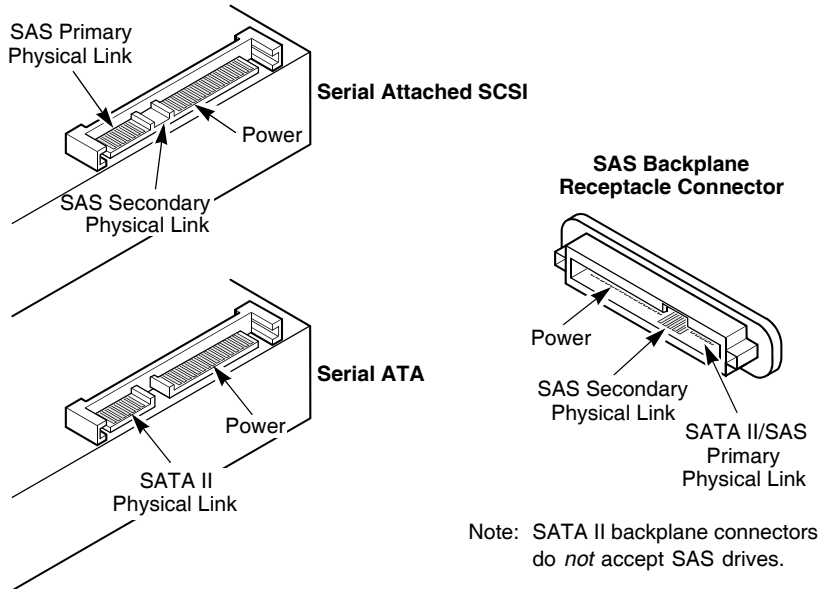 SAS Primary
Physical Link
Serial Attached SCSI
Power
SAS Secondary
Physical Link
Serial ATA
Power
SATA II
Physical Link
SAS Backplane
Receptacle Connector
Power
SAS Secondary
Physical Link
SATA II/SAS
Primary
Physical Link
Note: SATA II backplane connectors
do not accept SAS drives.